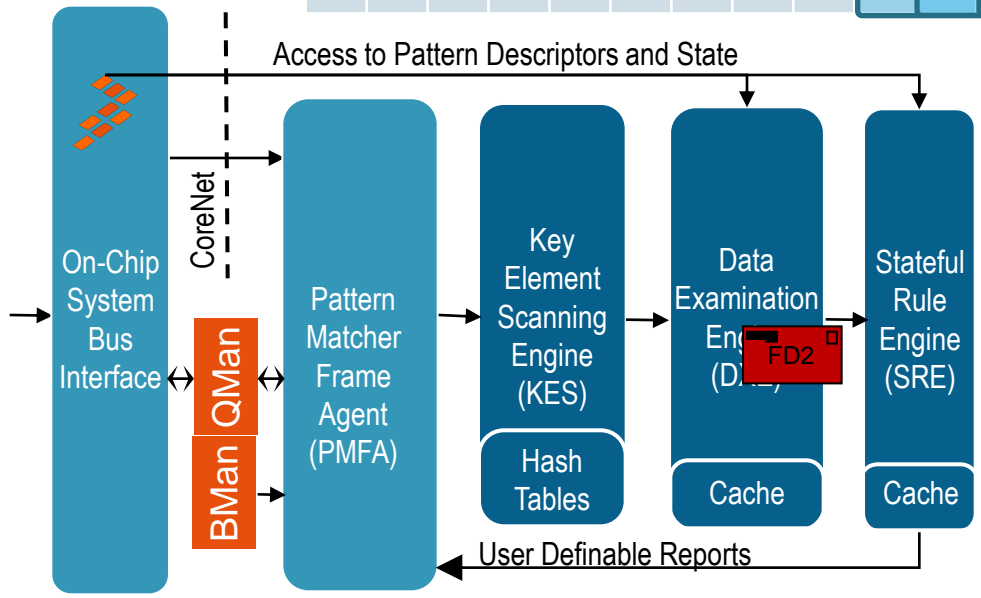 Access to Pattern Descriptors and State
CoreNet
On-Chip
System
Bus
Interface
QMan
BMan
Pattern
Matcher
Frame
Agent
(PMFA)
Key
Element
Scanning
Engine
(KES)
Hash
Tables
Data
Examination
FD2
Cache
Stateful
Rule
Engine
(SRE)
Cache
User Definable Reports